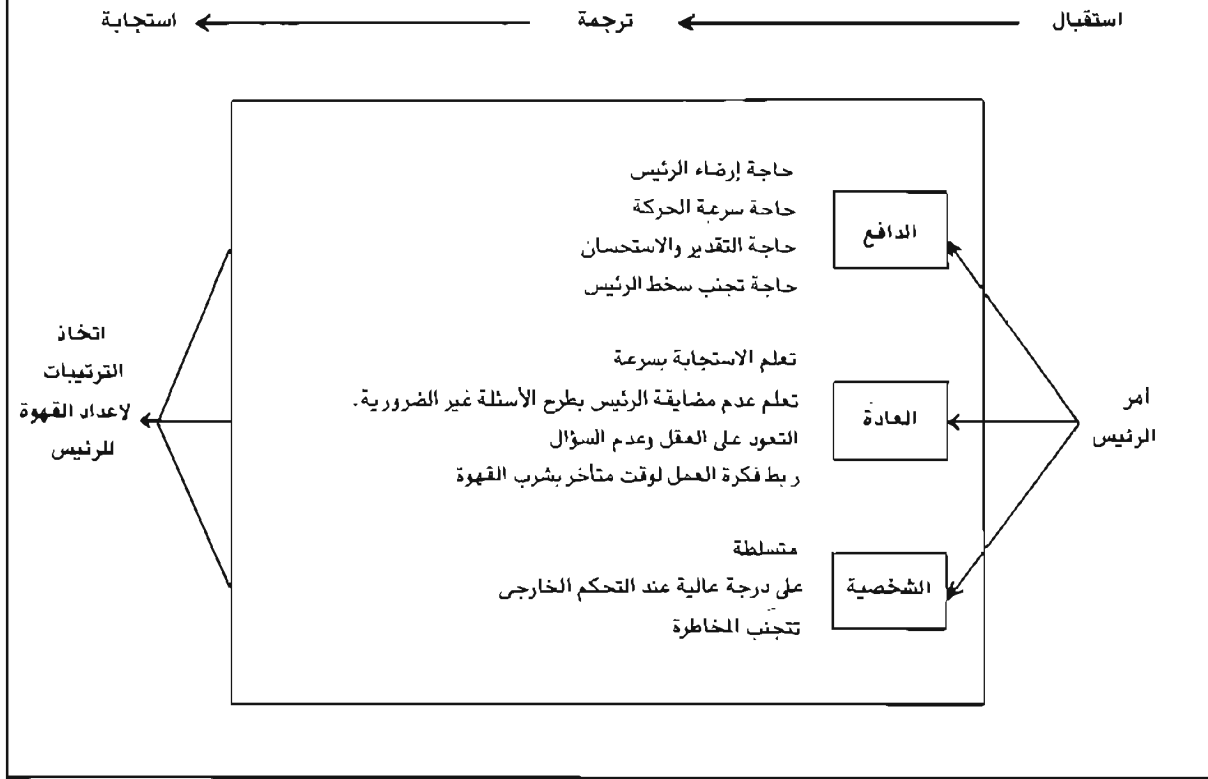 استقبال
ترجمة
استجابة
أمر
الرئيس
الدافع
حاجة إرضاء الرئيس
حاحة سرعة الحركة
حاجة التقدير والاستحسان
حاجة تجنب سخط الرئيس
العادة
تعلم الاستجابة بسرعة
تعلم عدم مضايقة الرئيس بطرح الأسئلة غير الضرورية.
التعود على العقل وعدم السؤال
ربط فكرة العمل لوقت متأخر بشرب القهوة
الشخصية
متسلطة
على درجة عالية عند التحكم الخارجى
تتجنب المخاطرة
اتخاذ
الترتيبات
لاعداد القهوة
للرئيس